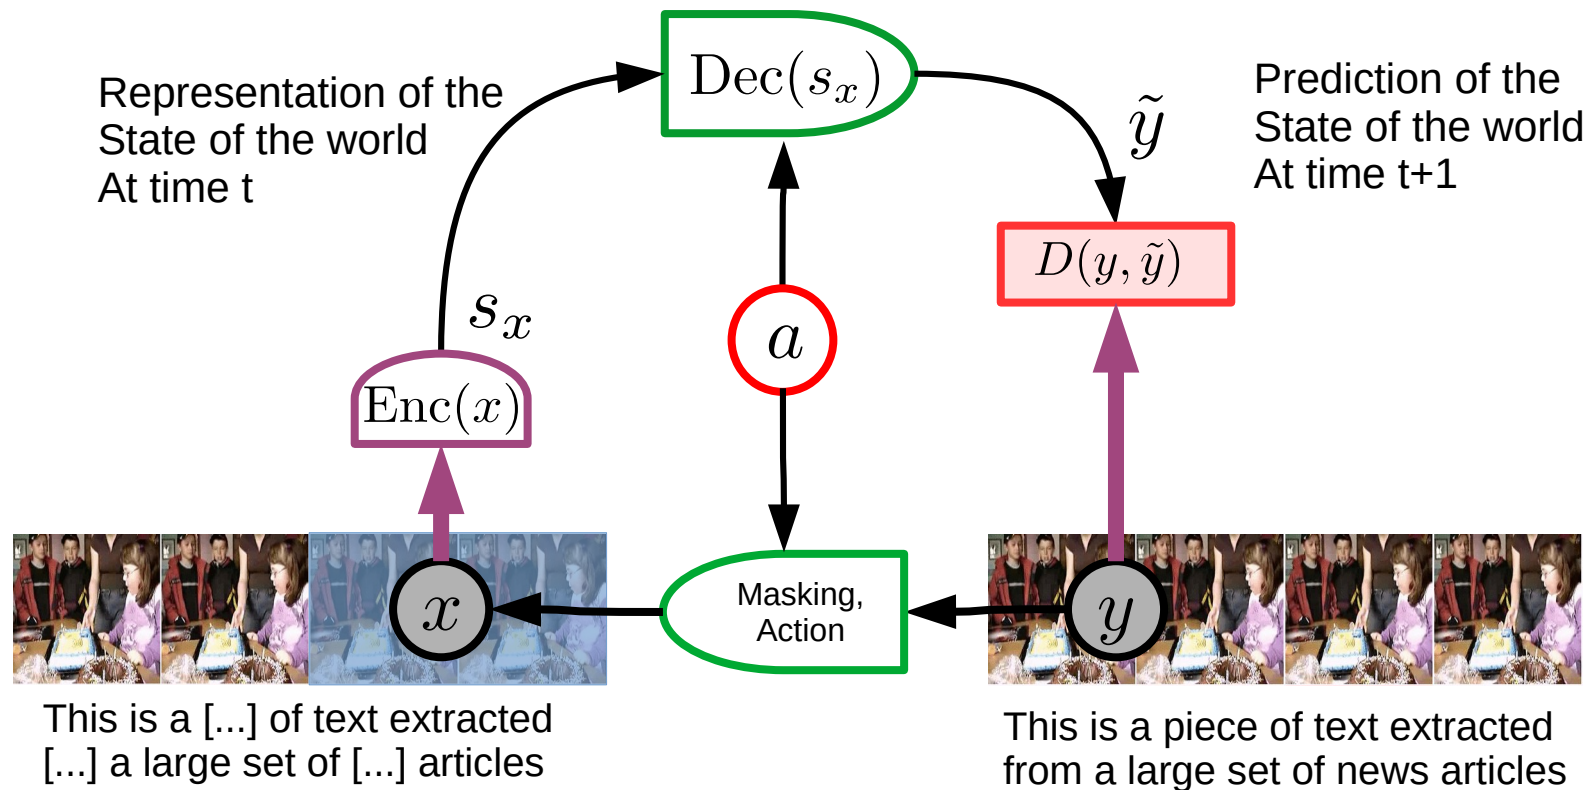 Representation of the
State of the world
At time t
Dec(sₓ)
ỹ
Prediction of the
State of the world
At time t+1
D(y, ỹ)
sₓ
a
Enc(x)
x
Masking,
Action
y
This is a [...] of text extracted
[...] a large set of [...] articles
This is a piece of text extracted
from a large set of news articles